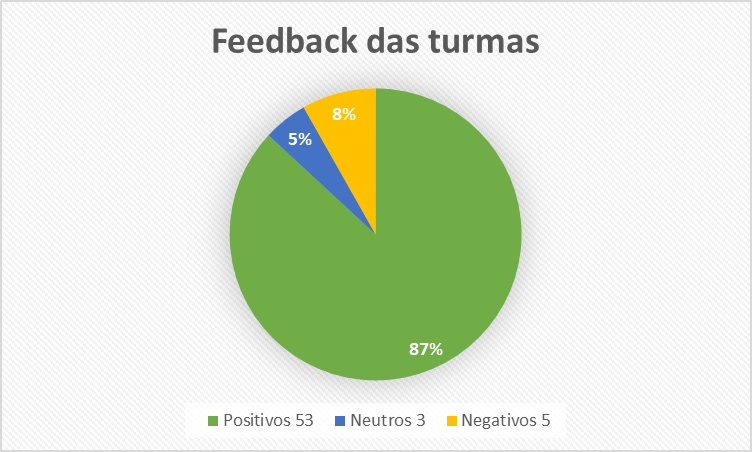 Feedback das turmas
8%
5%
87%
Positivos 53 Neutros 3 Negativos 5